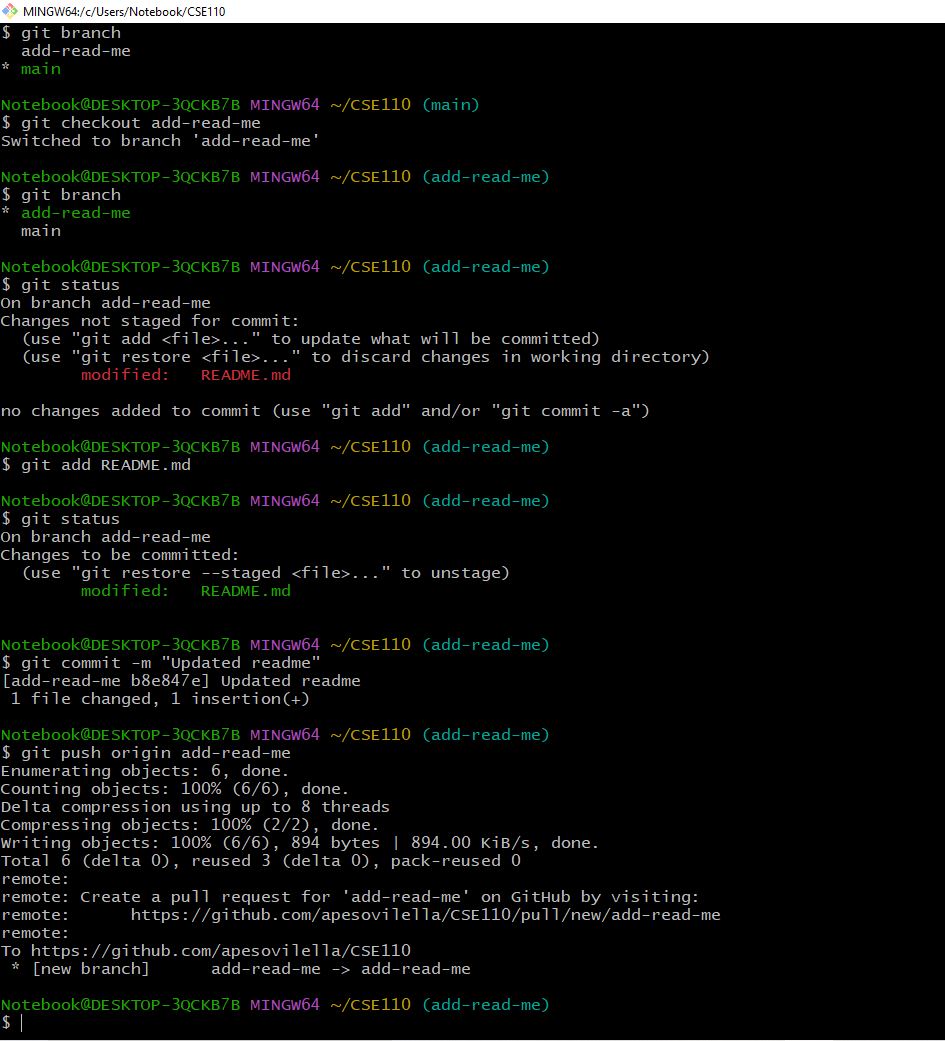 MINGW64:/c/Users/Notebook/CSE110
$ git branch
  add-read-me
* main

Notebook@DESKTOP-3QCKB7B MINGW64 ~/CSE110 (main)
$ git checkout add-read-me
Switched to branch 'add-read-me'

Notebook@DESKTOP-3QCKB7B MINGW64 ~/CSE110 (add-read-me)
$ git branch
* add-read-me
  main

Notebook@DESKTOP-3QCKB7B MINGW64 ~/CSE110 (add-read-me)
$ git status
On branch add-read-me
Changes not staged for commit:
  (use "git add <file>..." to update what will be committed)
  (use "git restore <file>..." to discard changes in working directory)
        modified:   README.md

no changes added to commit (use "git add" and/or "git commit -a")

Notebook@DESKTOP-3QCKB7B MINGW64 ~/CSE110 (add-read-me)
$ git add README.md

Notebook@DESKTOP-3QCKB7B MINGW64 ~/CSE110 (add-read-me)
$ git status
On branch add-read-me
Changes to be committed:
  (use "git restore --staged <file>..." to unstage)
        modified:   README.md


Notebook@DESKTOP-3QCKB7B MINGW64 ~/CSE110 (add-read-me)
$ git commit -m "Updated readme"
[add-read-me b8e847e] Updated readme
 1 file changed, 1 insertion(+)

Notebook@DESKTOP-3QCKB7B MINGW64 ~/CSE110 (add-read-me)
$ git push origin add-read-me
Enumerating objects: 6, done.
Counting objects: 100% (6/6), done.
Delta compression using up to 8 threads
Compressing objects: 100% (2/2), done.
Writing objects: 100% (6/6), 894 bytes | 894.00 KiB/s, done.
Total 6 (delta 0), reused 3 (delta 0), pack-reused 0
remote:
remote: Create a pull request for 'add-read-me' on GitHub by visiting:
remote:      https://github.com/apesovilella/CSE110/pull/new/add-read-me
remote:
To https://github.com/apesovilella/CSE110
 * [new branch]      add-read-me -> add-read-me

Notebook@DESKTOP-3QCKB7B MINGW64 ~/CSE110 (add-read-me)
$